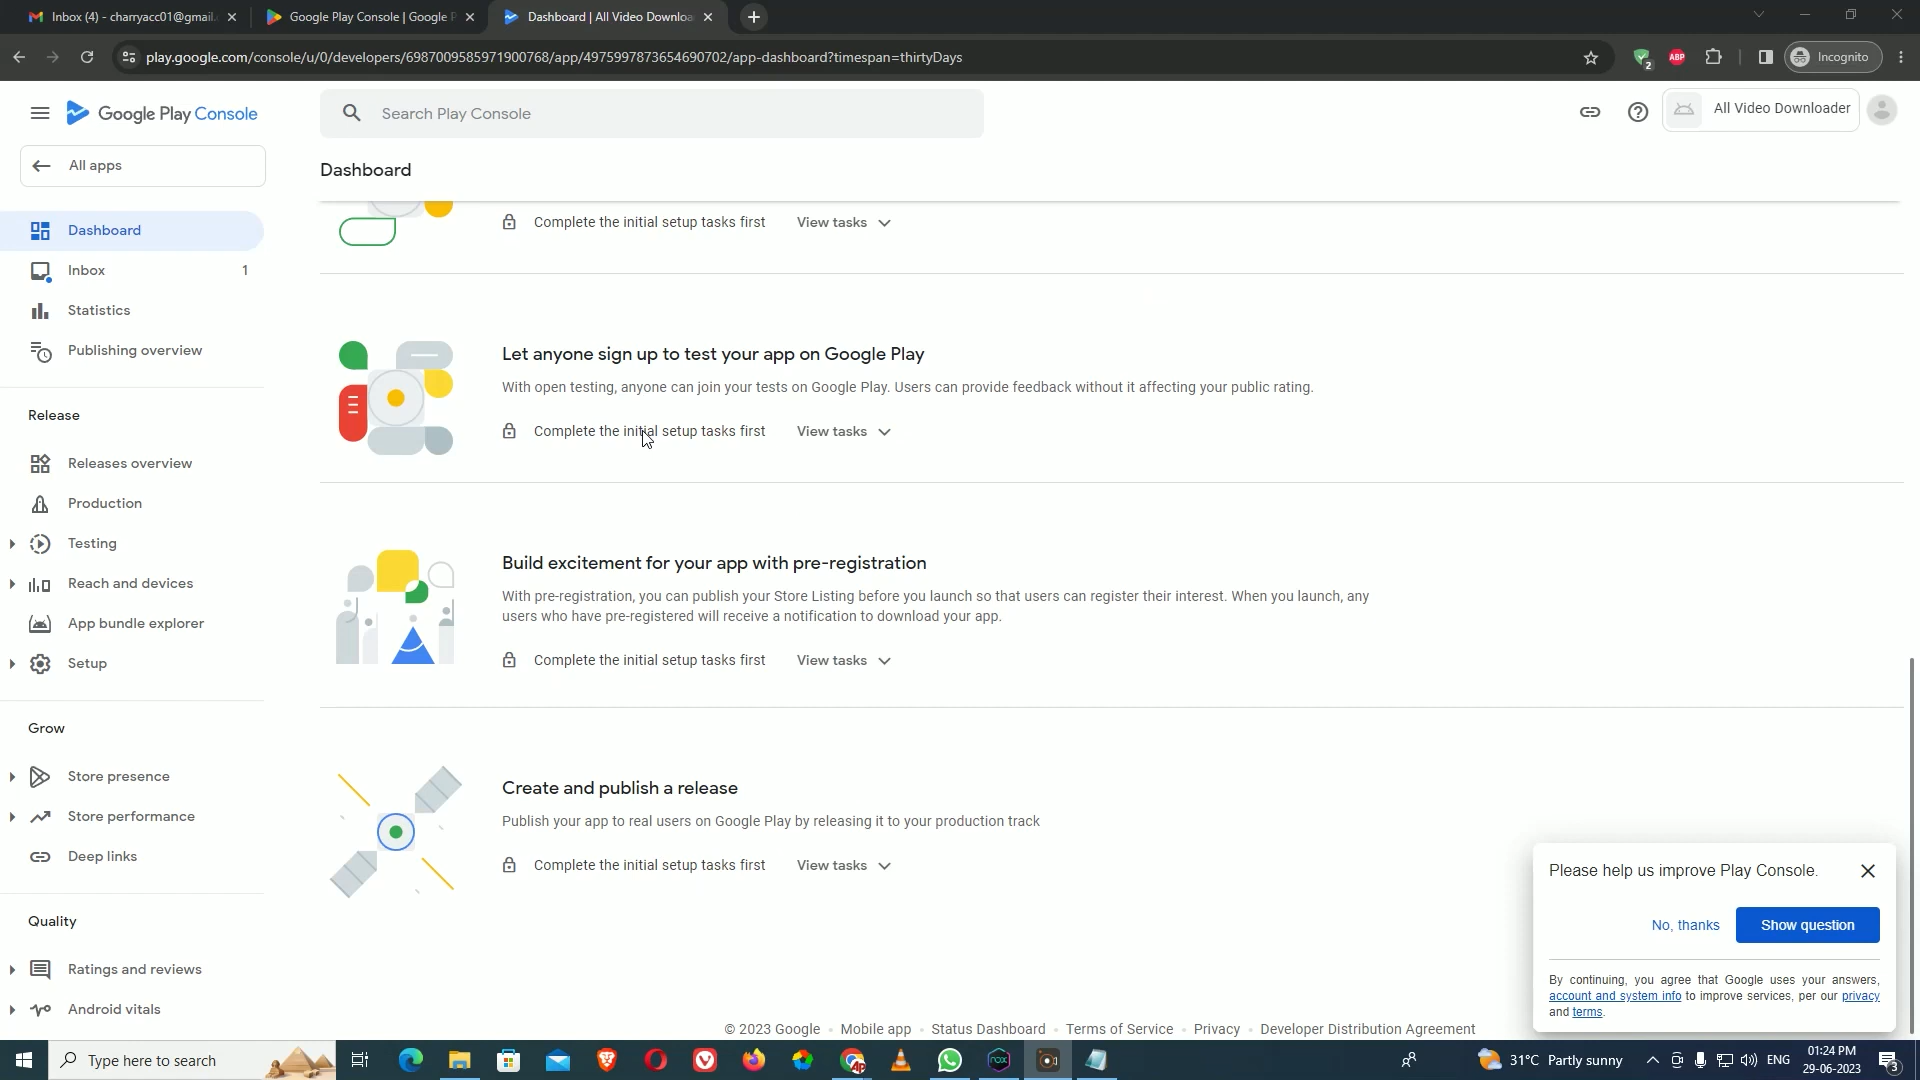 Inbox (4) - charryacc01@gmail.
Google Play Console | Google P
Dashboard | All Video Downloa
play.google.com/console/u/0/developers/6987009585971900768/app/4975997873654690702/app-dashboard?timespan=thirtyDays
2
ABP
Incognito
Google Play Console
Search Play Console
All Video Downloader
All apps
Dashboard
Dashboard
Inbox 1
Statistics
Publishing overview
Release
Releases overview
Production
Testing
Reach and devices
App bundle explorer
Setup
Grow
Store presence
Store performance
Deep links
Quality
Ratings and reviews
Android vitals
Complete the initial setup tasks first View tasks
Let anyone sign up to test your app on Google Play
With open testing, anyone can join your tests on Google Play. Users can provide feedback without it affecting your public rating.
Complete the initial setup tasks first View tasks
Build excitement for your app with pre-registration
With pre-registration, you can publish your Store Listing before you launch so that users can register their interest. When you launch, any
users who have pre-registered will receive a notification to download your app.
Complete the initial setup tasks first View tasks
Create and publish a release
Publish your app to real users on Google Play by releasing it to your production track
Complete the initial setup tasks first View tasks
Please help us improve Play Console.
No, thanks Show question
By continuing, you agree that Google uses your answers,
account and system info to improve services, per our privacy
and terms.
© 2023 Google • Mobile app • Status Dashboard • Terms of Service • Privacy • Developer Distribution Agreement
Type here to search
31°C Partly sunny
ENG
01:24 PM
29-06-2023
3